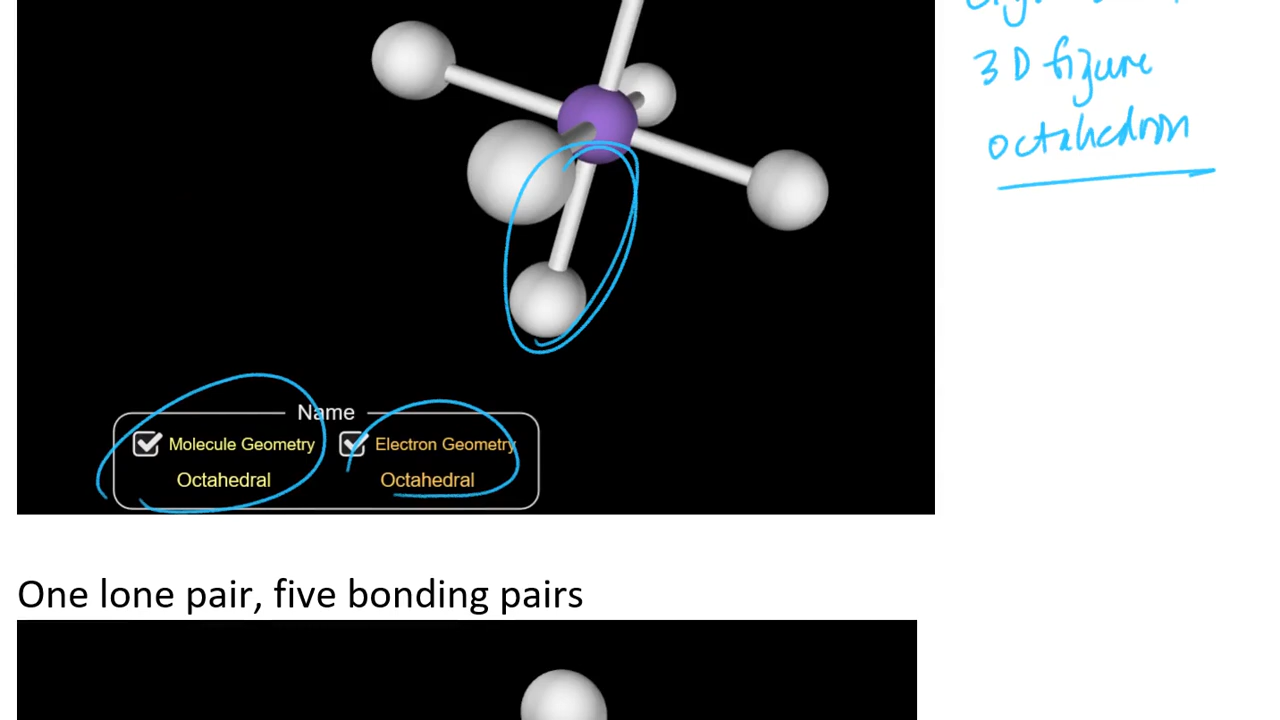 3D figure
octahedron
Name
Molecule Geometry Electron Geometry
Octahedral Octahedral
One lone pair, five bonding pairs